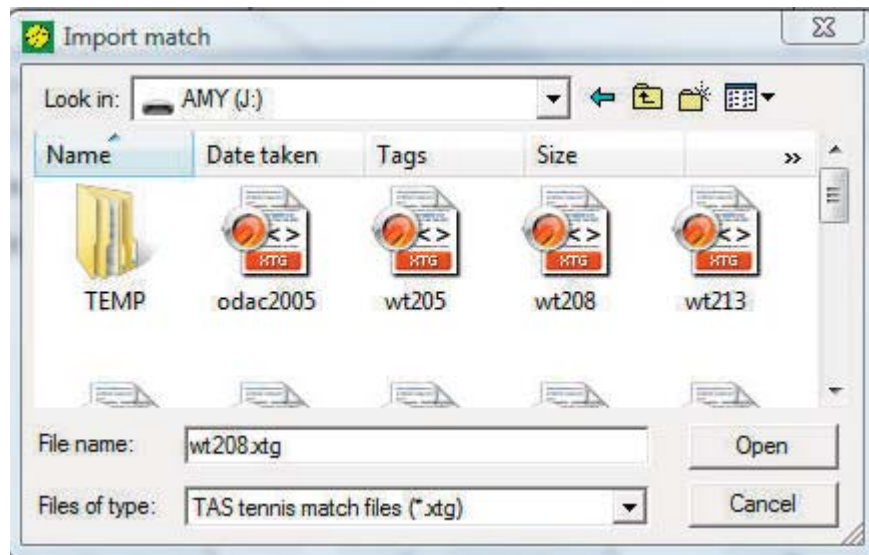 Import match
Look in: AMY (J:)
Name Date taken Tags Size »
<> <> <> <>
XTG XTG XTG XTG
TEMP odac2005 wt205 wt208 wt213
File name: wt208.xtg Open
Files of type: TAS tennis match files (*.xtg) Cancel